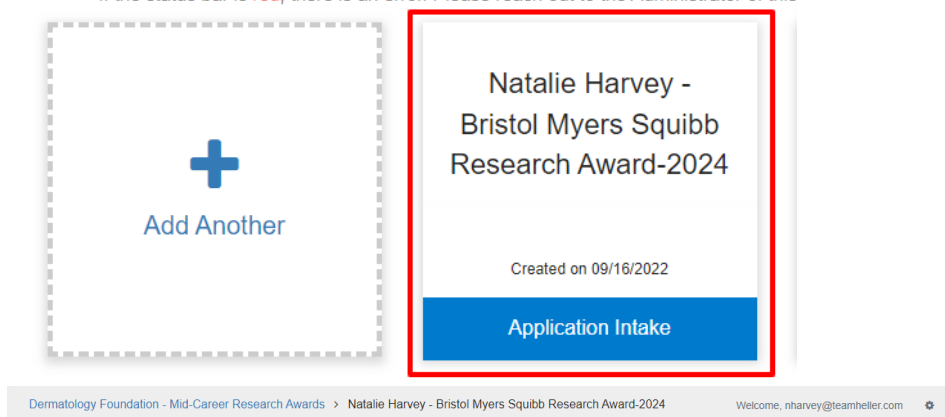 Natalie Harvey -
Bristol Myers Squibb
Research Award-2024
Add Another
Created on 09/16/2022
Application Intake
Dermatology Foundation - Mid-Career Research Awards > Natalie Harvey - Bristol Myers Squibb Research Award-2024 Welcome, nharvey@teamheller.com